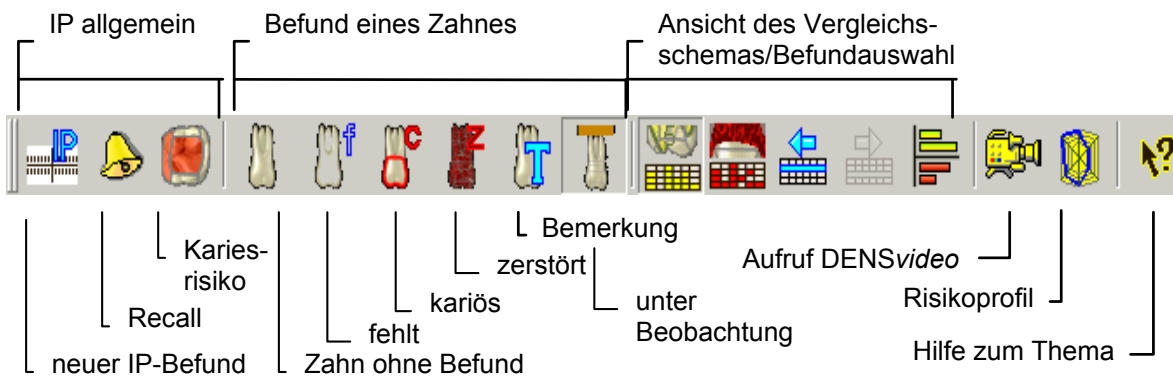 IP allgemein
Befund eines Zahnes
Ansicht des Vergleichs-
schemas/Befundauswahl
IP
f
C
Z
T
?
Bemerkung
Karies-
risiko
zerstört
Aufruf DENSvideo
kariös
unter
Beobachtung
Risikoprofil
Recall
fehlt
Hilfe zum Thema
neuer IP-Befund
Zahn ohne Befund